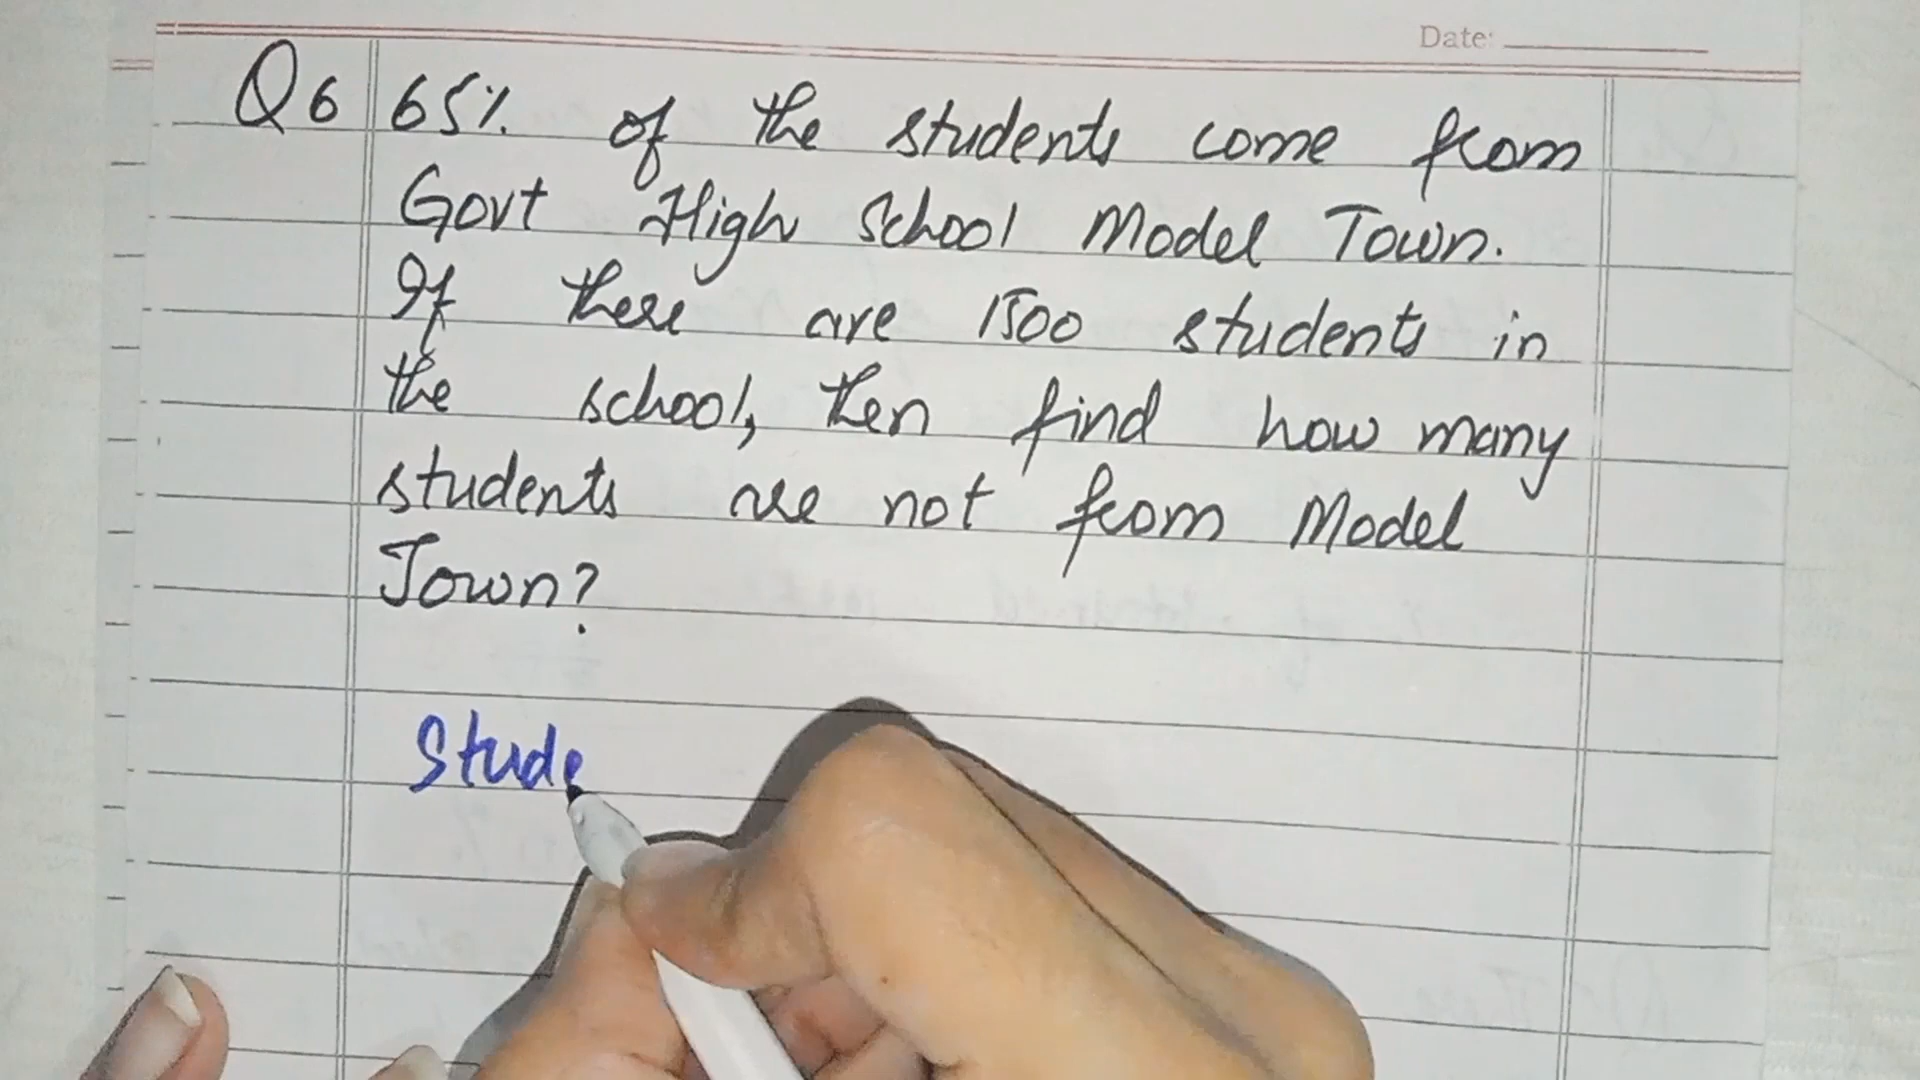 Date:
Q6 65% of the students come from
Govt High School Model Town.
If there are 1500 students in
the school, then find how many
students are not from Model
Town?
Stude